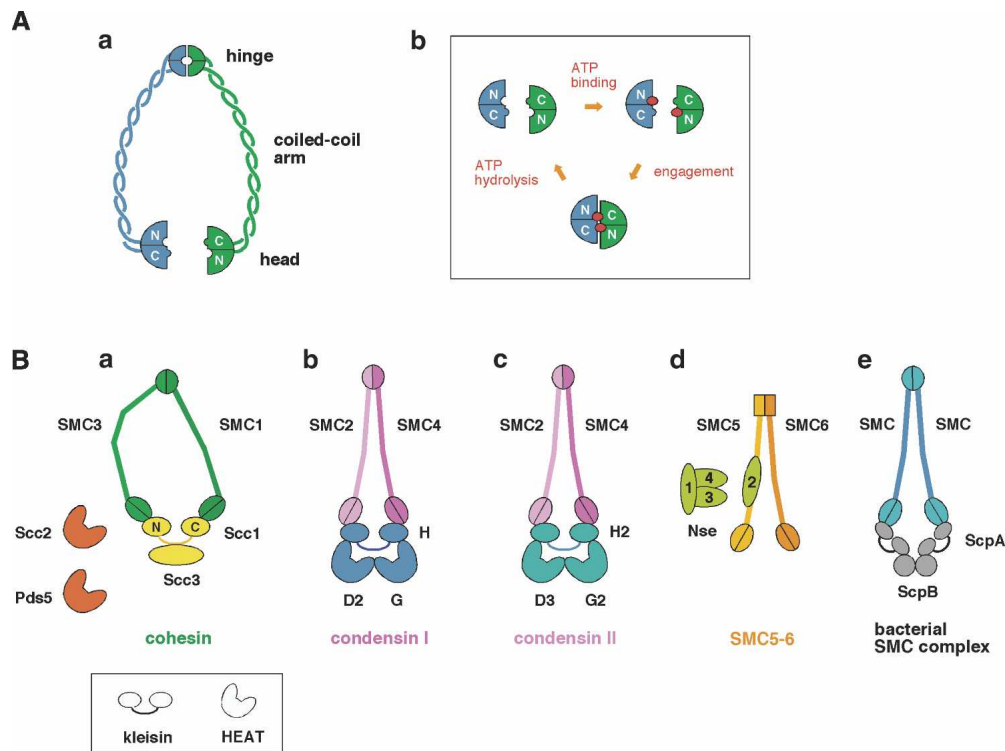 A
a
hinge
coiled-coil
arm
N
C
C
N
head
b
ATP
binding
N
C
C
N
N
C
C
N
ATP
hydrolysis
engagement
N
C
C
N
B
a
SMC3
SMC1
N
C
Scc2
Scc1
Scc3
Pds5
cohesin
b
SMC2
SMC4
H
D2
G
condensin I
c
SMC2
SMC4
H2
D3
G2
condensin II
d
SMC5
SMC6
1
4
3
2
Nse
SMC5-6
e
SMC
SMC
ScpA
ScpB
bacterial
SMC complex
kleisin
HEAT